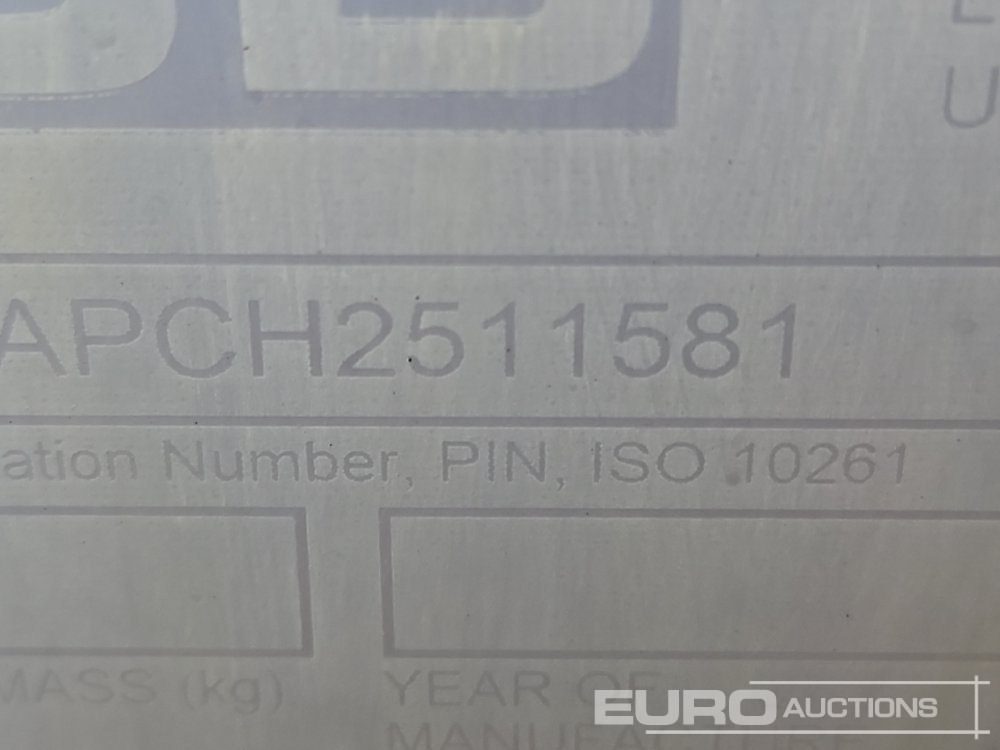 APCH2511581
ation Number, PIN, ISO 10261
MASS (kg)
YEAR OF
EURO AUCTIONS